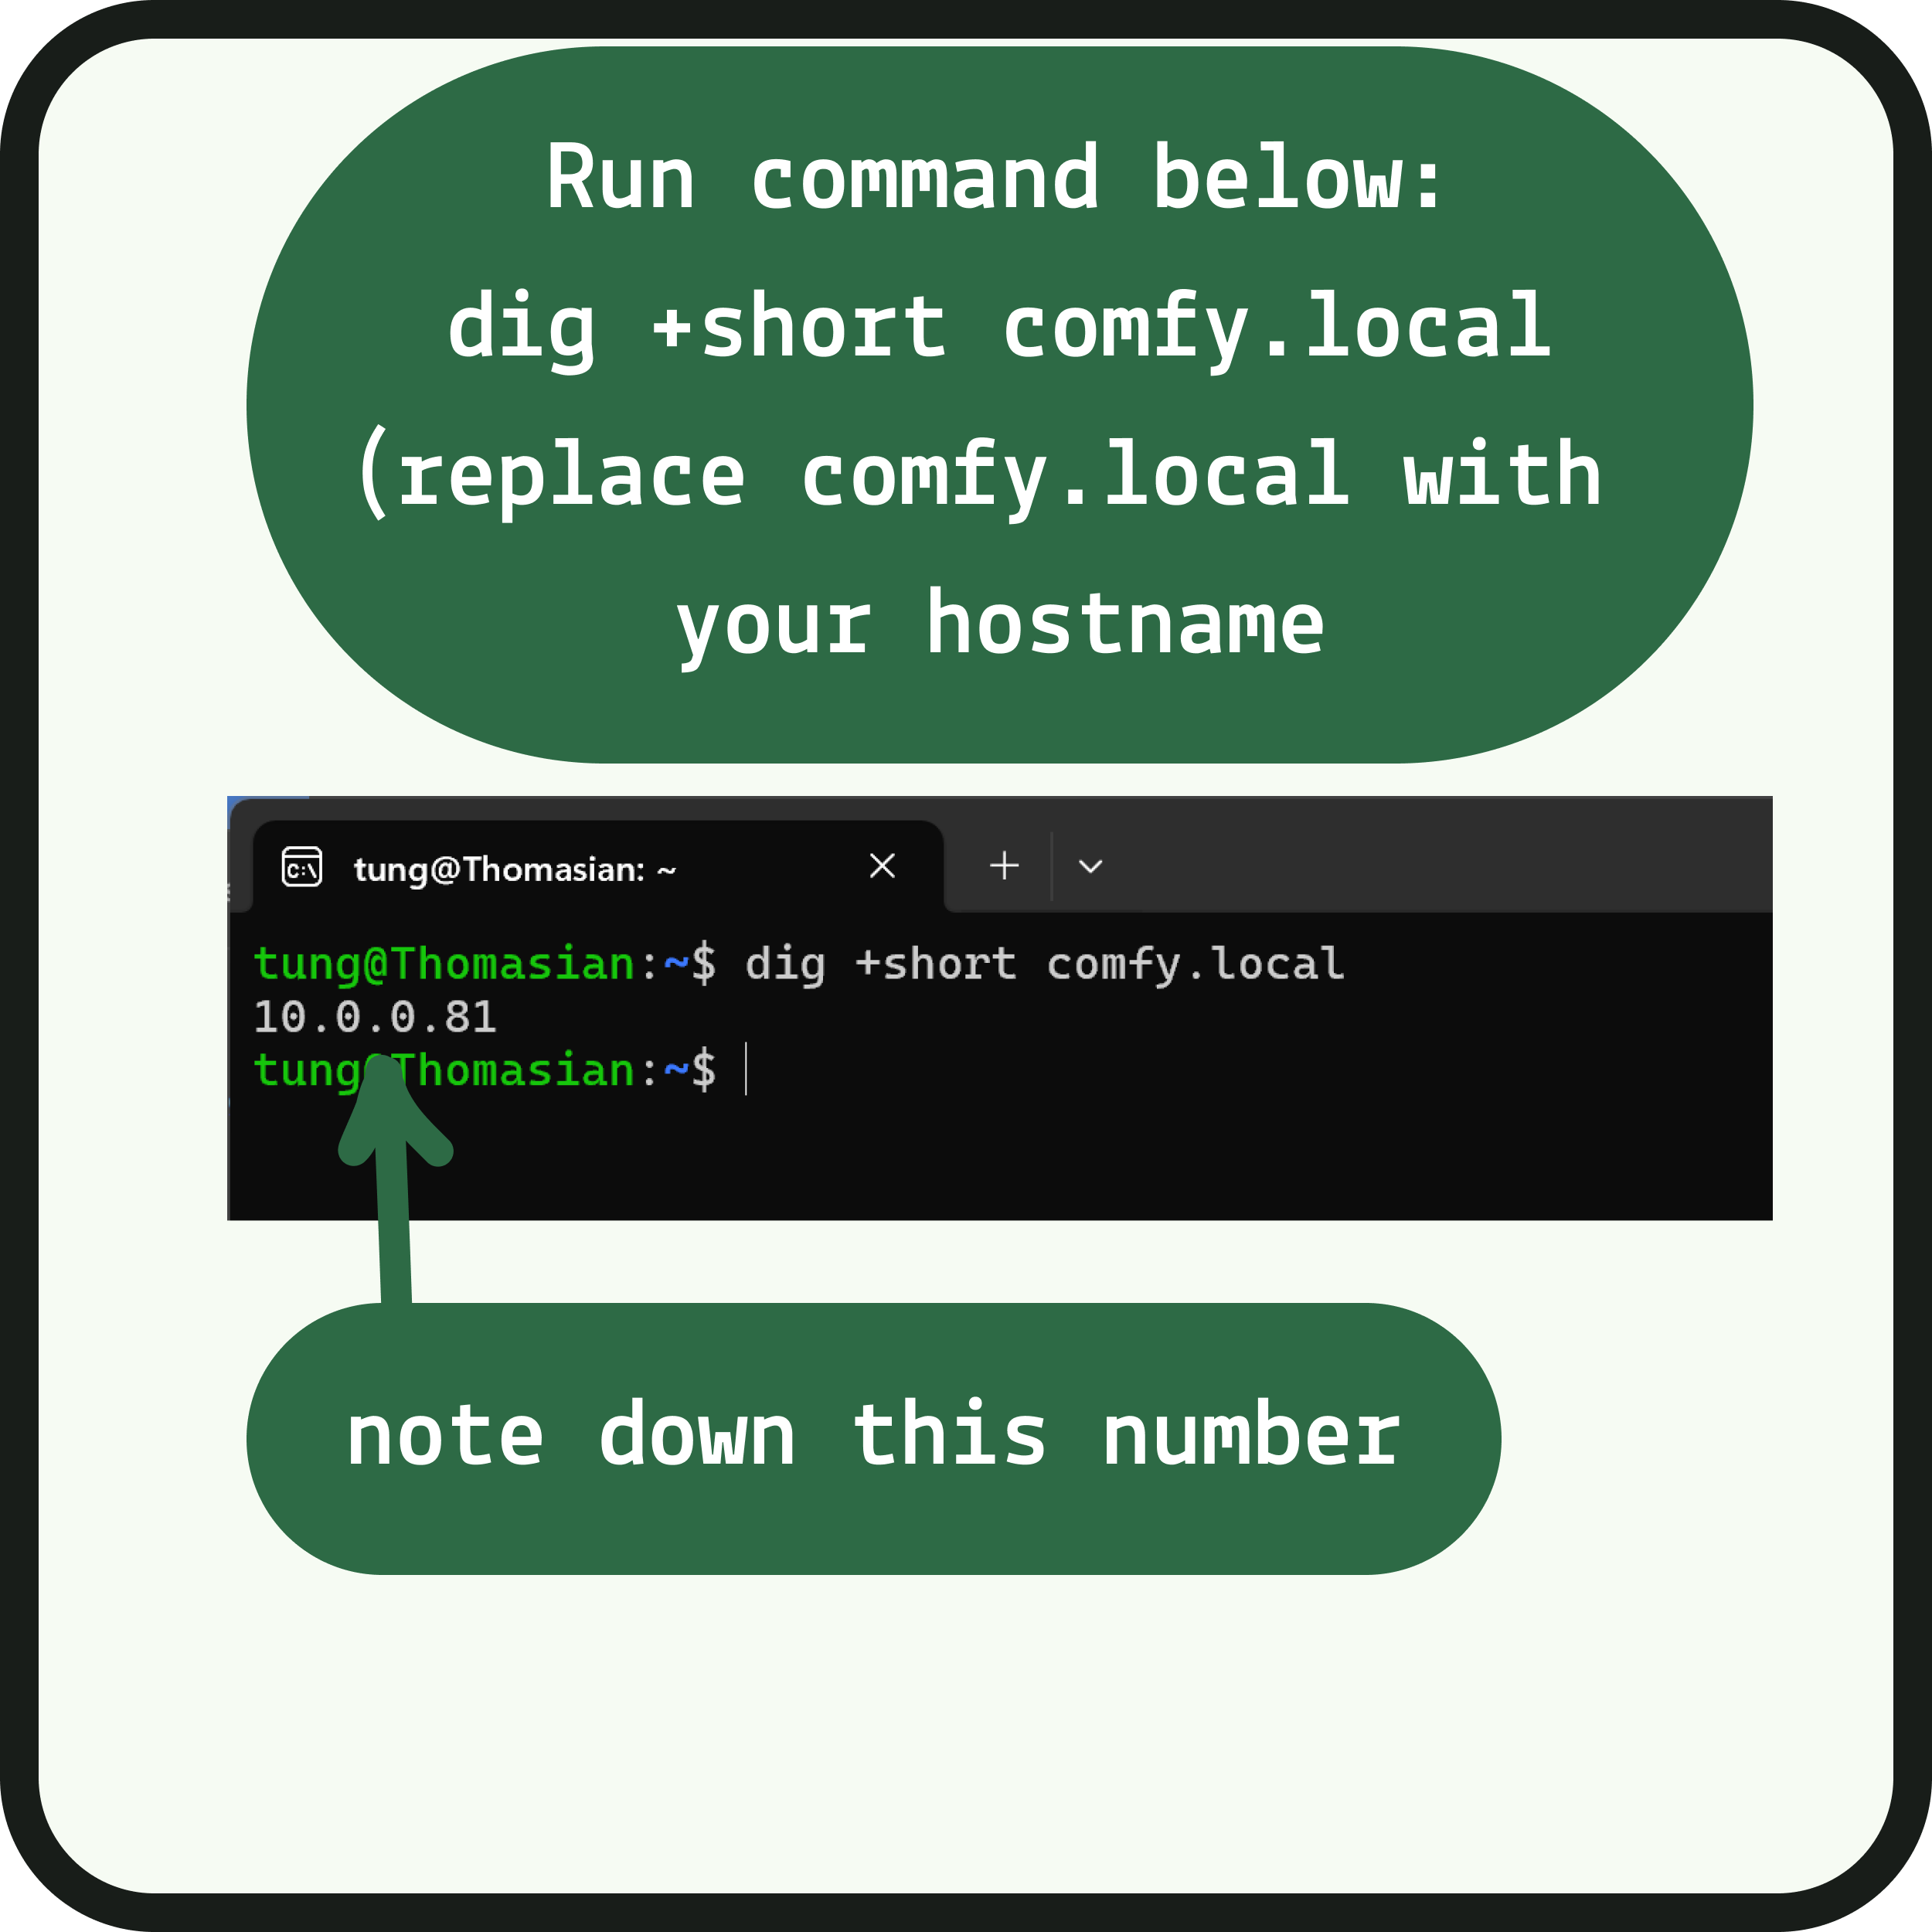 Run command below:
dig +short comfy.local
(replace comfy.local with
your hostname
C:\
tung@Thomasian: ~
tung@Thomasian:~$ dig +short comfy.local
10.0.0.81
tung@Thomasian:~$
note down this number